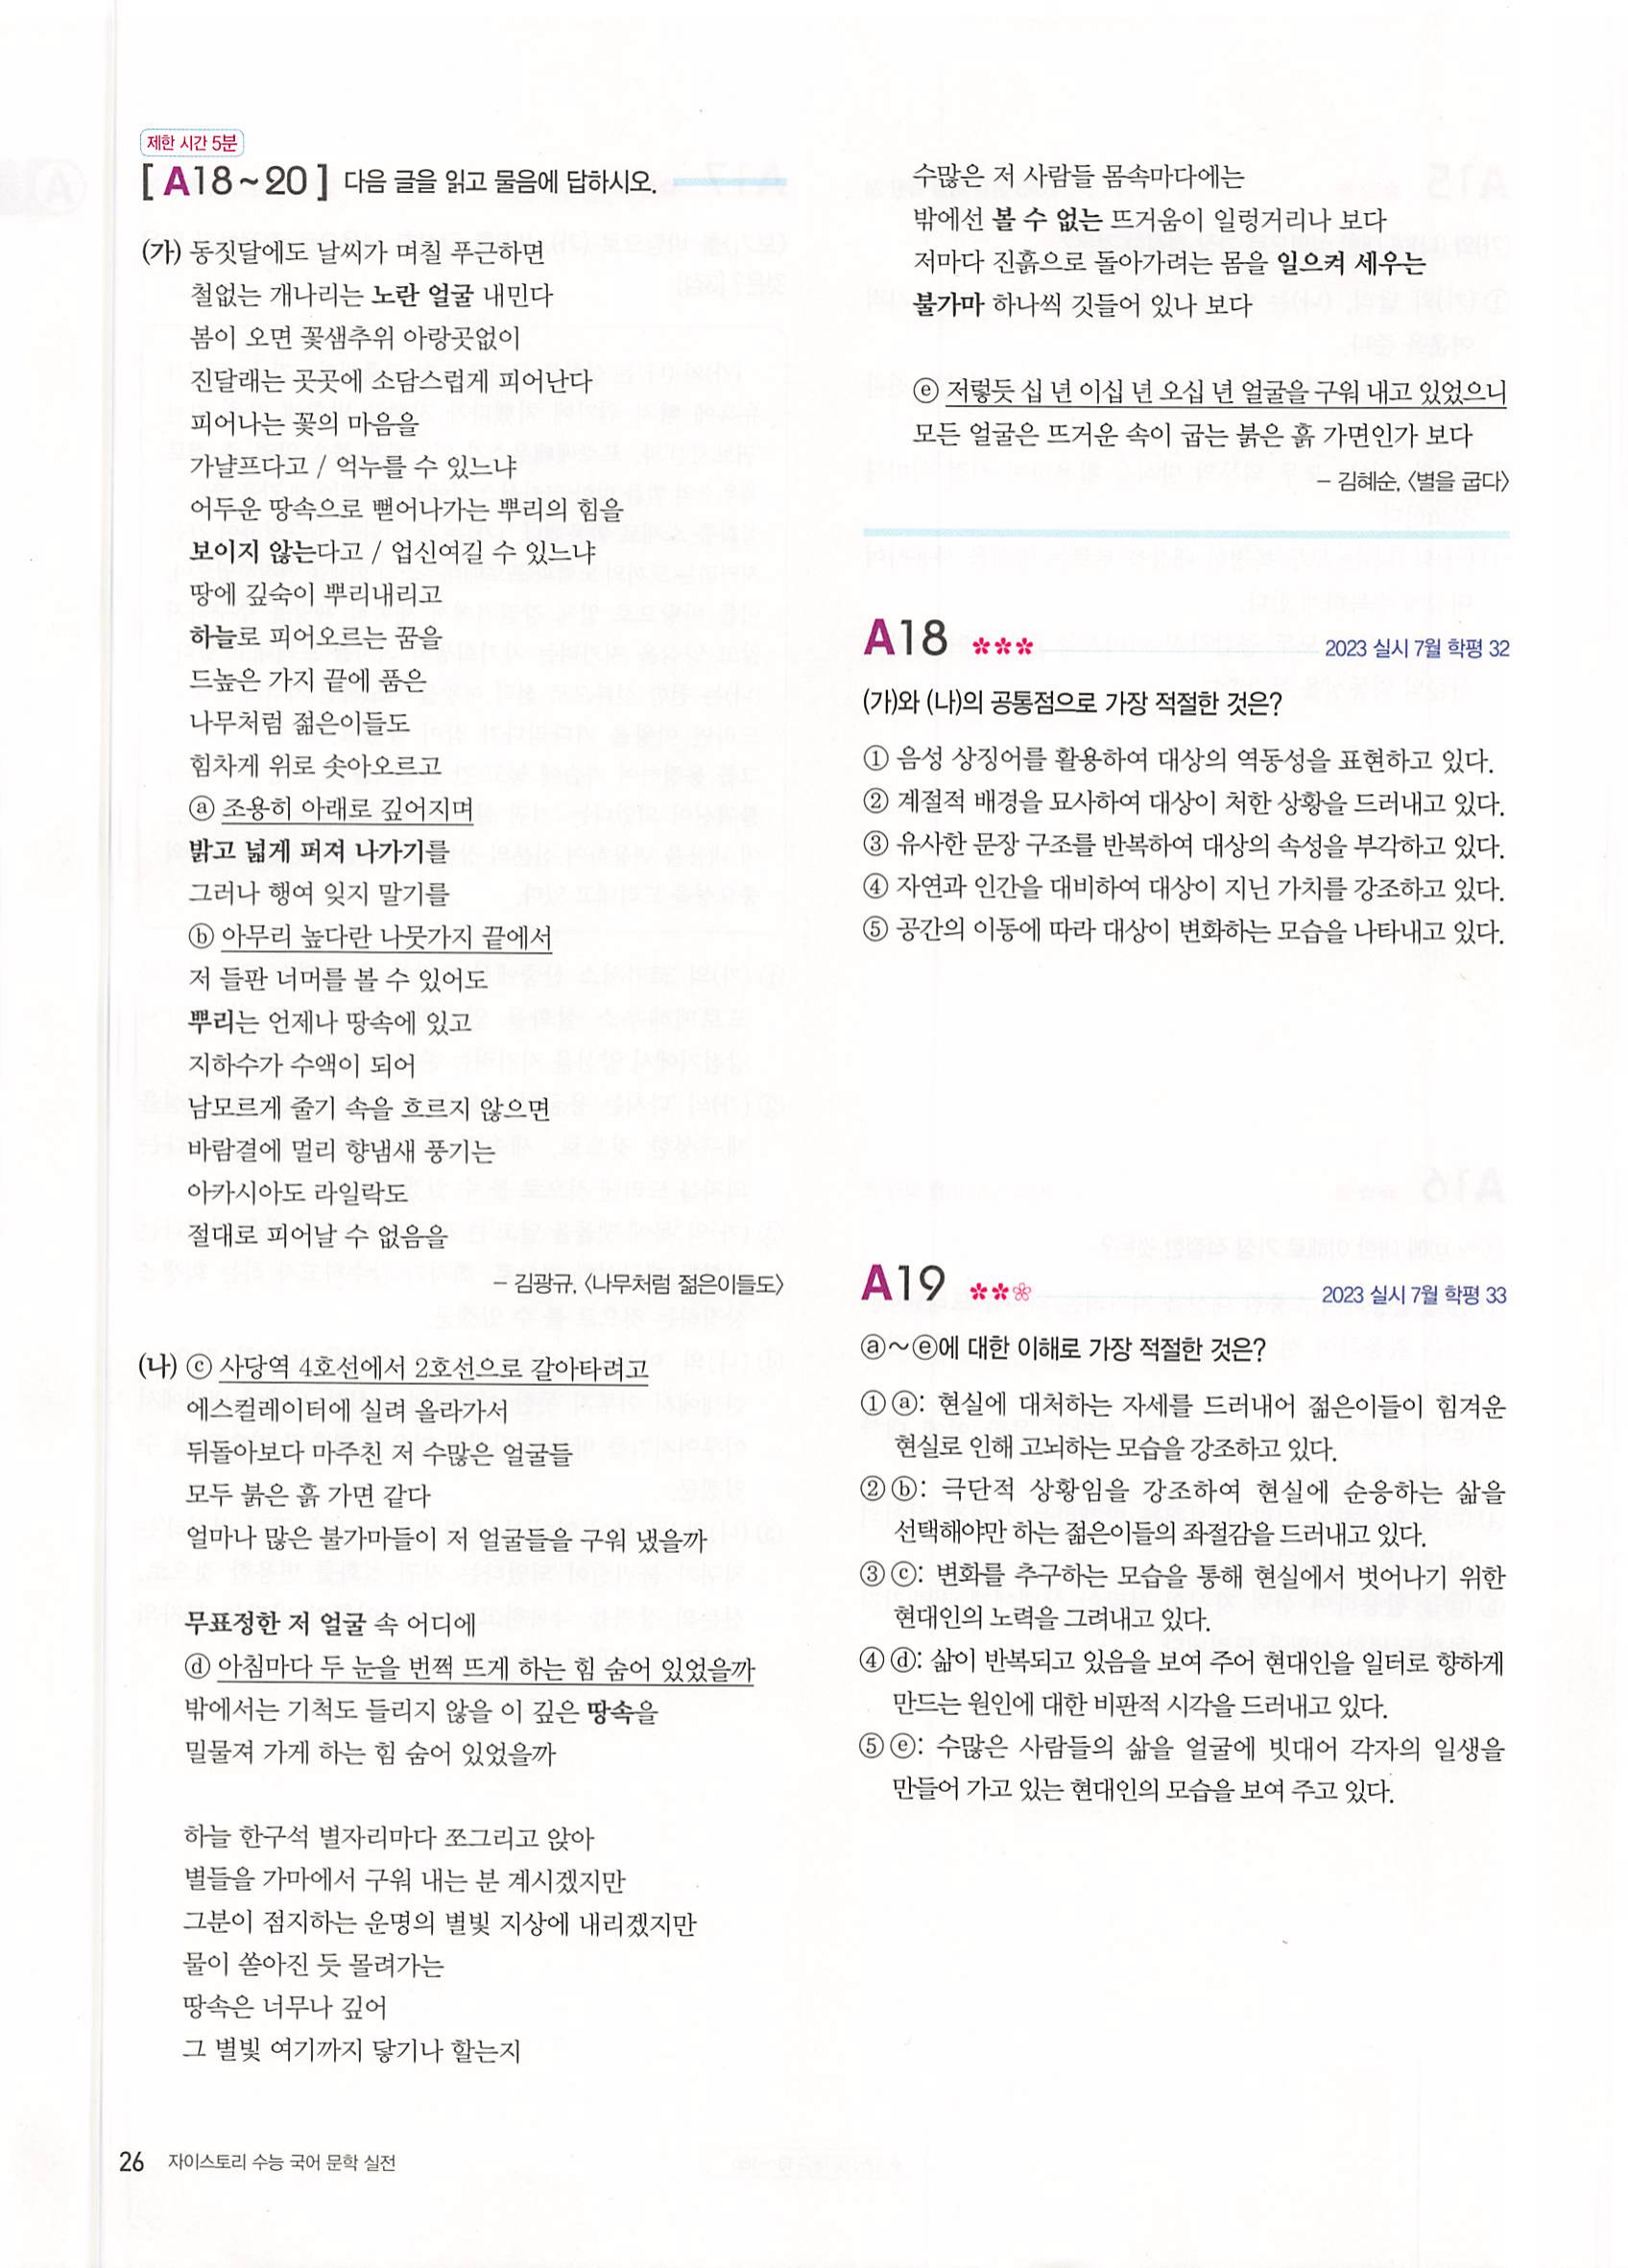 제한 시간 5분
[ A18~20 ] 다음 글을 읽고 물음에 답하시오.
(가) 동짓달에도 날씨가 며칠 푸근하면
철없는 개나리는 노란 얼굴 내민다
봄이 오면 꽃샘추위 아랑곳없이
진달래는 곳곳에 소담스럽게 피어난다
피어나는 꽃의 마음을
가냘프다고 / 억누를 수 있느냐
어두운 땅속으로 뻗어나가는 뿌리의 힘을
보이지 않는다고 / 업신여길 수 있느냐
땅에 깊숙이 뿌리내리고
하늘로 피어오르는 꿈을
드높은 가지 끝에 품은
나무처럼 젊은이들도
힘차게 위로 솟아오르고
ⓐ 조용히 아래로 깊어지며
밝고 넓게 퍼져 나가기를
그러나 행여 잊지 말기를
ⓑ 아무리 높다란 나뭇가지 끝에서
저 들판 너머를 볼 수 있어도
뿌리는 언제나 땅속에 있고
지하수가 수액이 되어
남모르게 줄기 속을 흐르지 않으면
바람결에 멀리 향냄새 풍기는
아카시아도 라일락도
절대로 피어날 수 없음을
– 김광규, 〈나무처럼 젊은이들도〉
(나) ⓒ 사당역 4호선에서 2호선으로 갈아타려고
에스컬레이터에 실려 올라가서
뒤돌아보다 마주친 저 수많은 얼굴들
모두 붉은 흙 가면 같다
얼마나 많은 불가마들이 저 얼굴들을 구워 냈을까
무표정한 저 얼굴 속 어디에
ⓓ 아침마다 두 눈을 번쩍 뜨게 하는 힘 숨어 있었을까
밖에서는 기척도 들리지 않을 이 깊은 땅속을
밀물져 가게 하는 힘 숨어 있었을까
하늘 한구석 별자리마다 쪼그리고 앉아
별들을 가마에서 구워 내는 분 계시겠지만
그분이 점지하는 운명의 별빛 지상에 내리겠지만
물이 쏟아진 듯 몰려가는
땅속은 너무나 깊어
그 별빛 여기까지 닿기나 할는지
26 자이스토리 수능 국어 문학 실전
수많은 저 사람들 몸속마다에는
밖에선 볼 수 없는 뜨거움이 일렁거리나 보다
저마다 진흙으로 돌아가려는 몸을 일으켜 세우는
불가마 하나씩 깃들어 있나 보다
ⓔ 저렇듯 십 년 이십 년 오십 년 얼굴을 구워 내고 있었으니
모든 얼굴은 뜨거운 속이 굽는 붉은 흙 가면인가 보다
– 김혜순, 〈별을 굽다〉
A18 2023 실시 7월 학평 32
(가)와 (나)의 공통점으로 가장 적절한 것은?
① 음성 상징어를 활용하여 대상의 역동성을 표현하고 있다.
② 계절적 배경을 묘사하여 대상이 처한 상황을 드러내고 있다.
③ 유사한 문장 구조를 반복하여 대상의 속성을 부각하고 있다.
④ 자연과 인간을 대비하여 대상이 지닌 가치를 강조하고 있다.
⑤ 공간의 이동에 따라 대상이 변화하는 모습을 나타내고 있다.
A19 2023 실시 7월 학평 33
ⓐ~ⓔ에 대한 이해로 가장 적절한 것은?
① ⓐ: 현실에 대처하는 자세를 드러내어 젊은이들이 힘겨운
현실로 인해 고뇌하는 모습을 강조하고 있다.
② ⓑ: 극단적 상황임을 강조하여 현실에 순응하는 삶을
선택해야만 하는 젊은이들의 좌절감을 드러내고 있다.
③ ⓒ: 변화를 추구하는 모습을 통해 현실에서 벗어나기 위한
현대인의 노력을 그려내고 있다.
④ ⓓ: 삶이 반복되고 있음을 보여 주어 현대인을 일터로 향하게
만드는 원인에 대한 비판적 시각을 드러내고 있다.
⑤ ⓔ: 수많은 사람들의 삶을 얼굴에 빗대어 각자의 일생을
만들어 가고 있는 현대인의 모습을 보여 주고 있다.